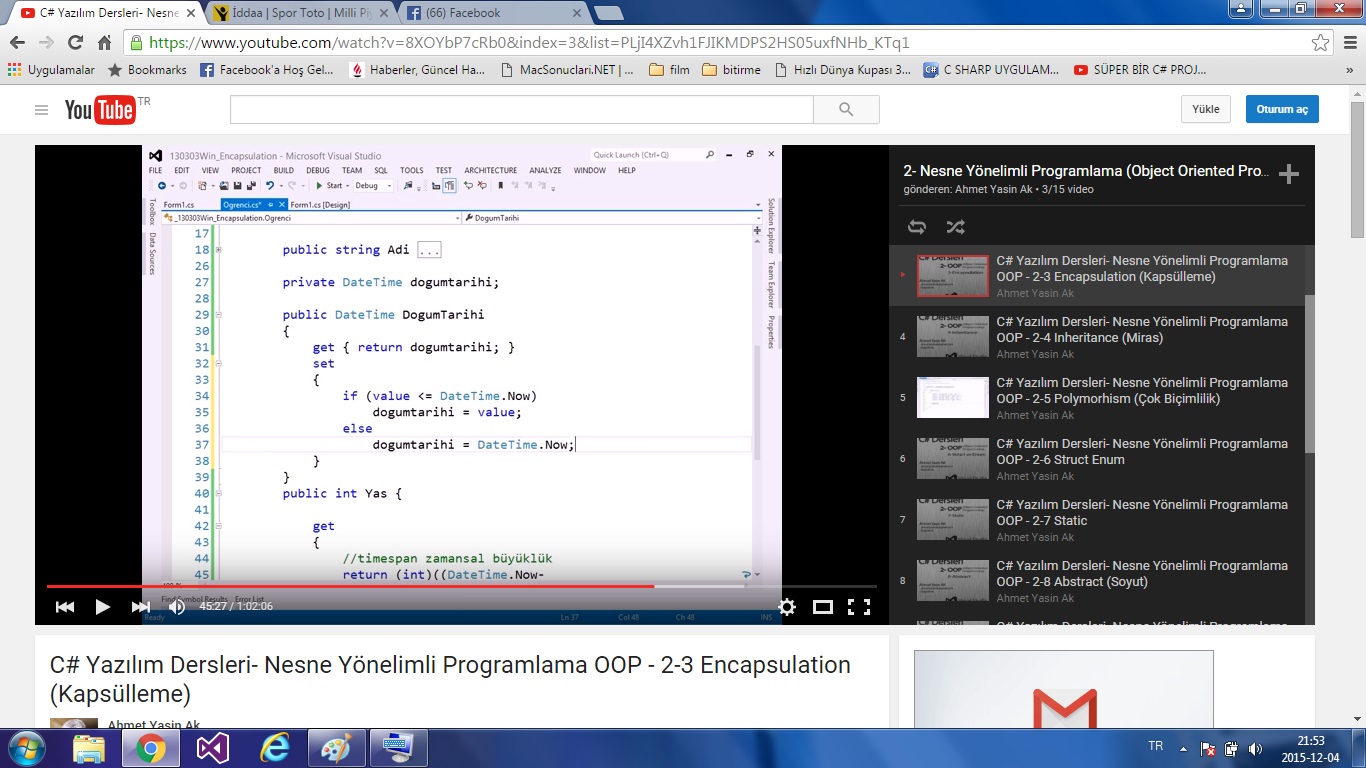 C# Yazılım Dersleri- Nesne
İddaa | Spor Toto | Milli Piy
(66) Facebook
https://www.youtube.com/watch?v=8XOYbP7cRb0&index=3&list=PLjI4XZvh1FJIKMDPS2HS05uxfNHb_KTq1
Uygulamalar Bookmarks Facebook'a Hoş Gel... Haberler, Güncel Ha... MacSonuclari.NET | ... film bitirme Hızlı Dünya Kupası 3... C SHARP UYGULAM... SÜPER BİR C# PROJ... »
YouTube TR
Yükle
Oturum aç
130303Win_Encapsulation - Microsoft Visual Studio
Quick Launch (Ctrl+Q)
FILE EDIT VIEW PROJECT BUILD DEBUG TEAM SQL TOOLS TEST ARCHITECTURE ANALYZE WINDOW HELP
Start Debug
Form1.cs Ogrenci.cs* Form1.cs [Design]
_130303Win_Encapsulation.Ogrenci DogumTarihi
Toolbox
Data Sources
Solution Explorer
Team Explorer
Properties
17
18 public string Adi ...
26
27 private DateTime dogumtarihi;
28
29 public DateTime DogumTarihi
30 {
31 get { return dogumtarihi; }
32 set
33 {
34 if (value <= DateTime.Now)
35 dogumtarihi = value;
36 else
37 dogumtarihi = DateTime.Now;
38 }
39 }
40 public int Yas {
41
42 get
43 {
44 //timespan zamansal büyüklük
45 return (int)((DateTime.Now-
Find Symbol Results Error List
45:27 / 1:02:06
Ready Ln 37 Col 48 Ch 48 INS
2- Nesne Yönelimli Programlama (Object Oriented Pro...
gönderen: Ahmet Yasin Ak • 3/15 video
C# Yazılım Dersleri- Nesne Yönelimli Programlama
OOP - 2-3 Encapsulation (Kapsülleme)
Ahmet Yasin Ak
4
C# Yazılım Dersleri- Nesne Yönelimli Programlama
OOP - 2-4 Inheritance (Miras)
Ahmet Yasin Ak
5
C# Yazılım Dersleri- Nesne Yönelimli Programlama
OOP - 2-5 Polymorhism (Çok Biçimlilik)
Ahmet Yasin Ak
6
C# Yazılım Dersleri- Nesne Yönelimli Programlama
OOP - 2-6 Struct Enum
Ahmet Yasin Ak
7
C# Yazılım Dersleri- Nesne Yönelimli Programlama
OOP - 2-7 Static
Ahmet Yasin Ak
8
C# Yazılım Dersleri- Nesne Yönelimli Programlama
OOP - 2-8 Abstract (Soyut)
Ahmet Yasin Ak
C# Yazılım Dersleri- Nesne Yönelimli Programlama
C# Yazılım Dersleri- Nesne Yönelimli Programlama OOP - 2-3 Encapsulation
(Kapsülleme)
Ahmet Yasin Ak
TR
21:53
2015-12-04